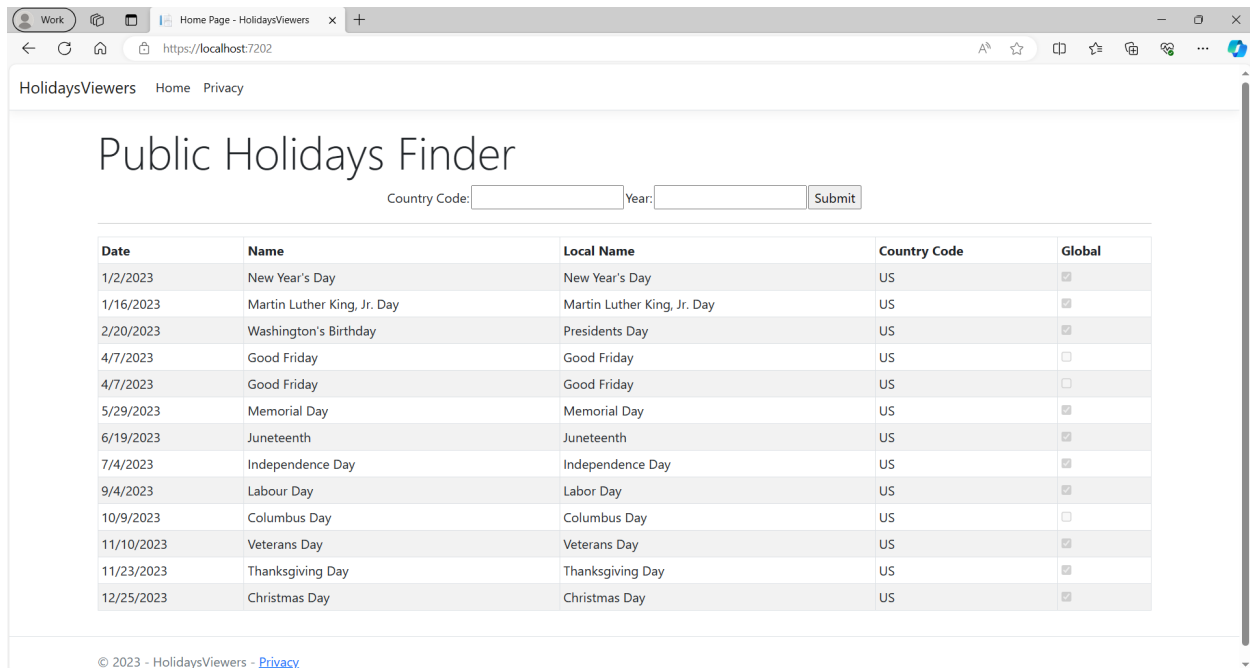 Work Home Page - HolidaysViewers
https://localhost:7202
HolidaysViewers Home Privacy
Public Holidays Finder
Country Code: Year: Submit
Date Name Local Name Country Code Global
1/2/2023 New Year's Day New Year's Day US
1/16/2023 Martin Luther King, Jr. Day Martin Luther King, Jr. Day US
2/20/2023 Washington's Birthday Presidents Day US
4/7/2023 Good Friday Good Friday US
4/7/2023 Good Friday Good Friday US
5/29/2023 Memorial Day Memorial Day US
6/19/2023 Juneteenth Juneteenth US
7/4/2023 Independence Day Independence Day US
9/4/2023 Labour Day Labor Day US
10/9/2023 Columbus Day Columbus Day US
11/10/2023 Veterans Day Veterans Day US
11/23/2023 Thanksgiving Day Thanksgiving Day US
12/25/2023 Christmas Day Christmas Day US
© 2023 - HolidaysViewers - Privacy